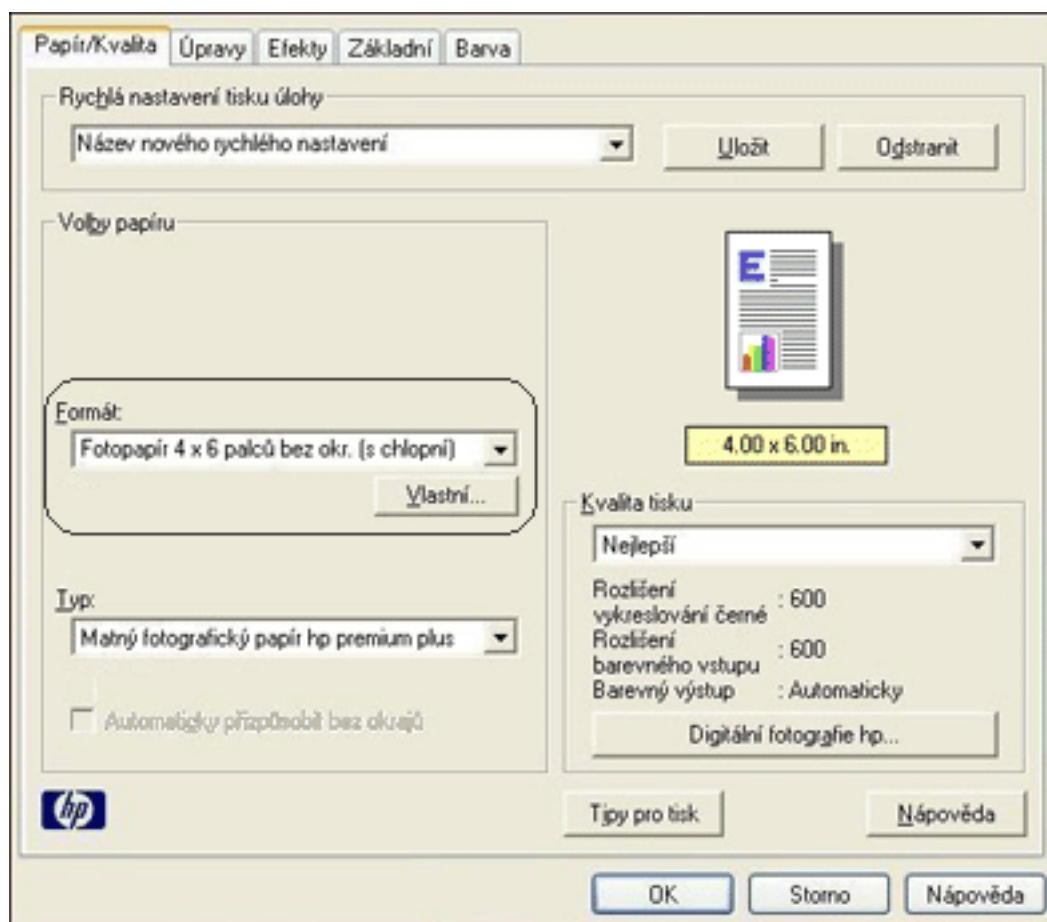 Papír/Kvalita Úpravy Efekty Základní Barva
Rychlá nastavení tisku úlohy
Název nového rychlého nastavení Uložit Odstranit
Volby papíru
E
Formát:
Fotopapír 4 x 6 palců bez okr. (s chlopní)
4.00 x 6.00 in.
Vlastní...
Kvalita tisku
Nejlepší
Typ:
Matný fotografický papír hp premium plus
Rozlišení
vykreslování černé : 600
Rozlišení
barevného vstupu : 600
Barevný výstup : Automaticky
Automaticky přizpůsobit bez okrajů
Digitální fotografie hp...
hp
Tipy pro tisk Nápověda
OK Storno Nápověda